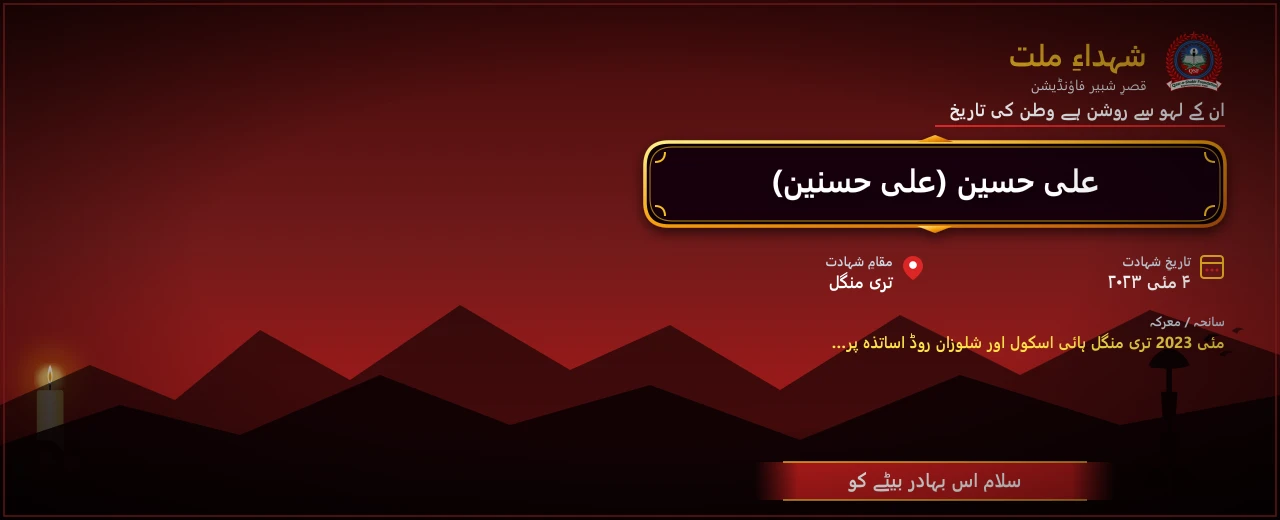 شہداءِ ملت
قصرِ شبیر فاؤنڈیشن
QSF
ان کے لہو سے روشن ہے وطن کی تاریخ
علی حسین (علی حسنین)
تاریخِ شہادت
۴ مئی ۲۰۲۳
مقامِ شہادت
تری منگل
سانحہ / معرکہ
مئی 2023 تری منگل ہائی اسکول اور شلوزان روڈ اساتذہ پر...
سلام اس بہادر بیٹے کو